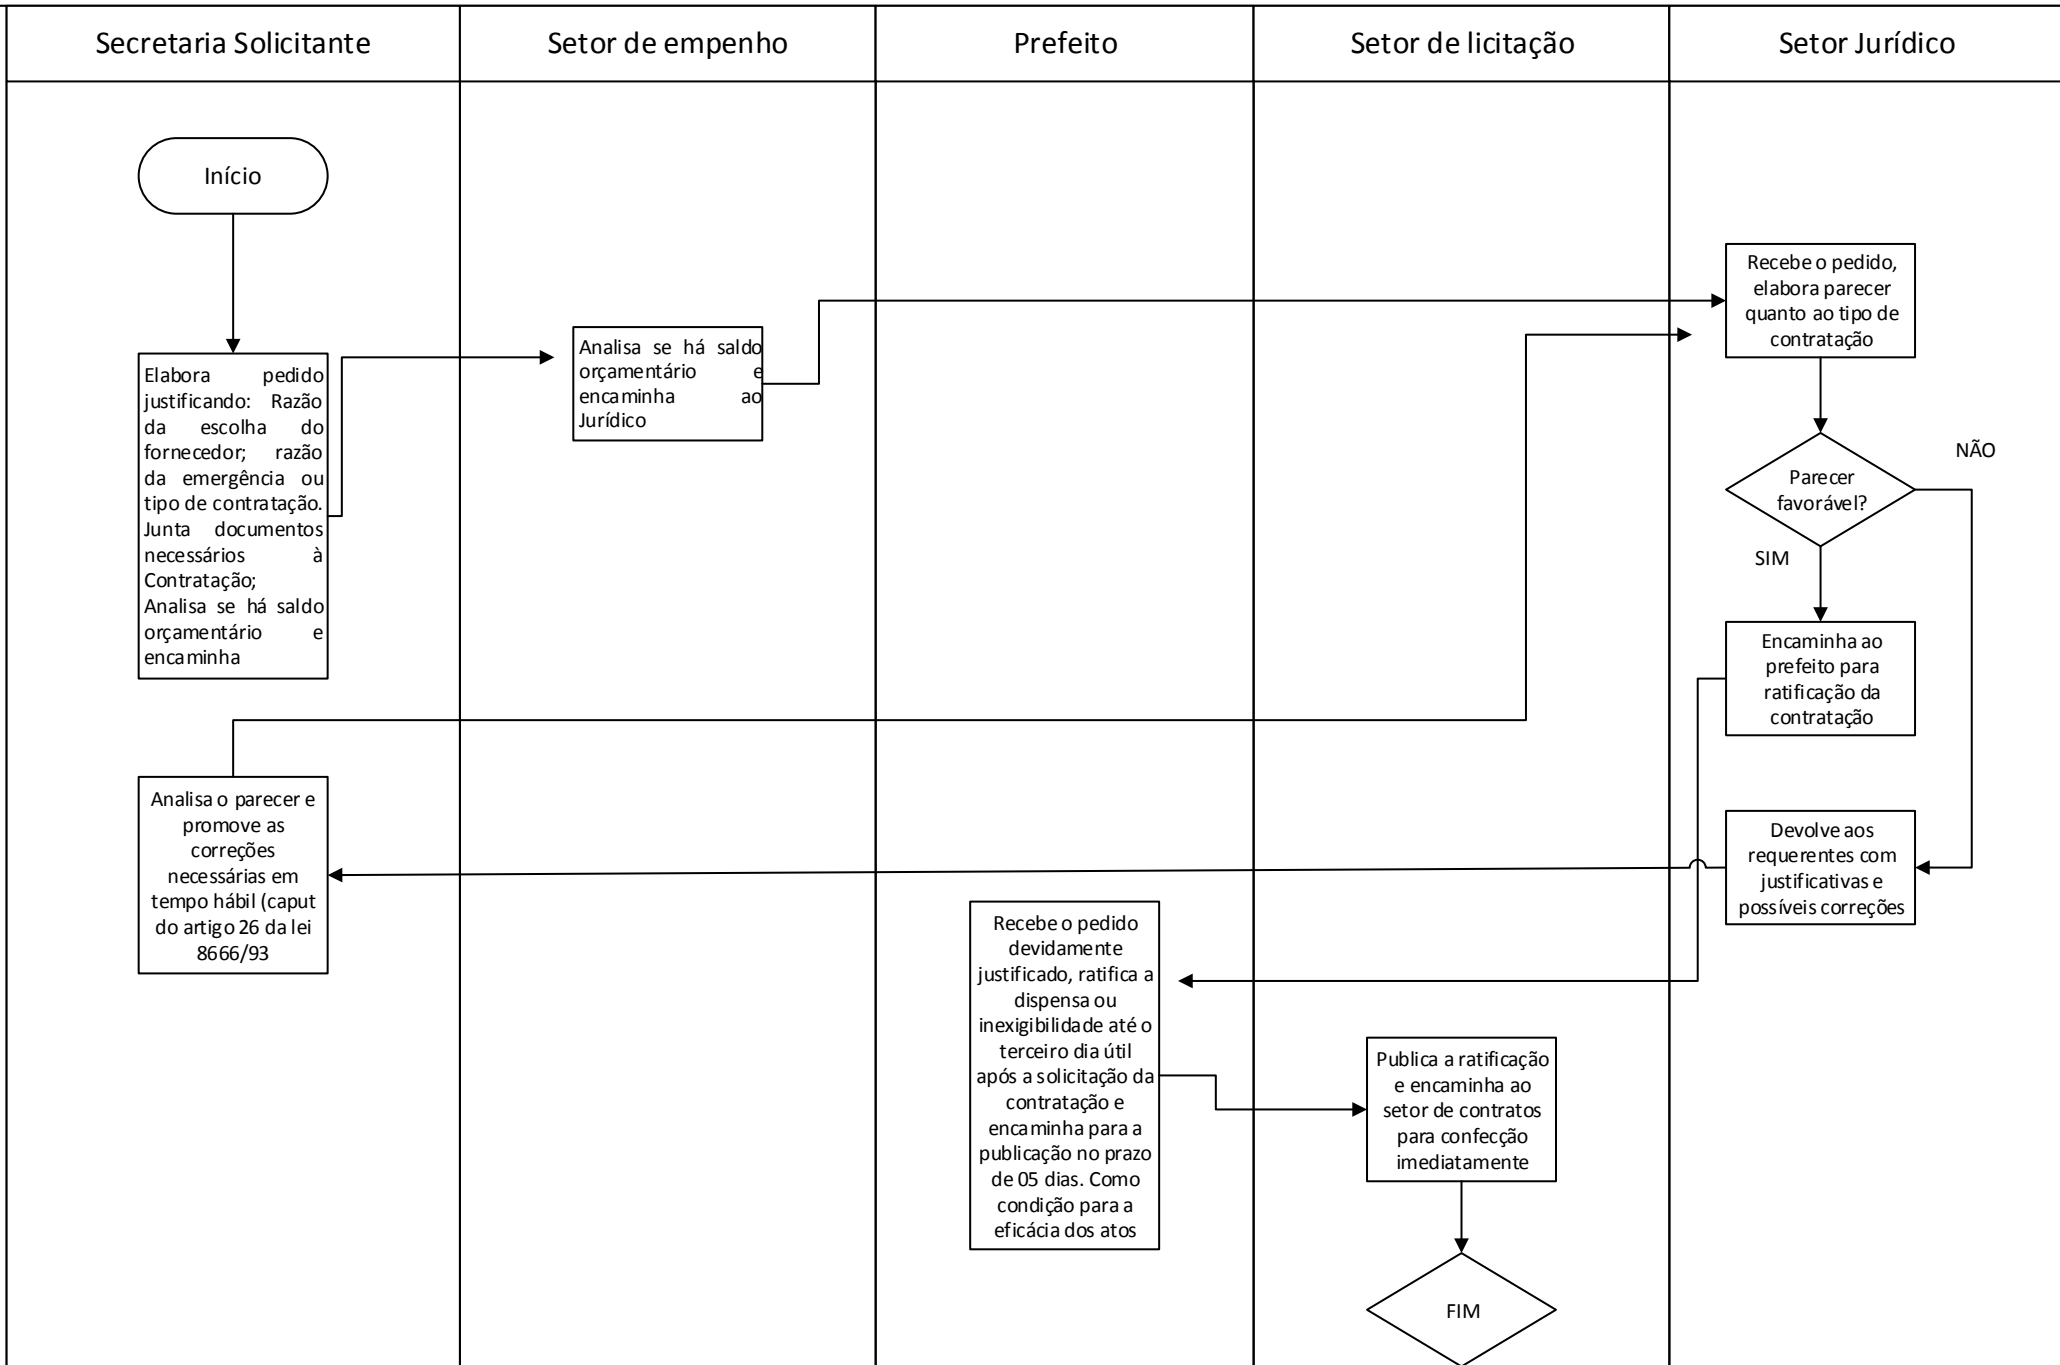 Secretaria Solicitante
Setor de empenho
Prefeito
Setor de licitação
Setor Jurídico
Início
Elabora pedido
justificando: Razão
da escolha do
fornecedor; razão
da emergência ou
tipo de contratação.
Junta documentos
necessários à
Contratação;
Analisa se há saldo
orçamentário e
encaminha
Analisa se há saldo
orçamentário e
encaminha ao
Jurídico
Recebe o pedido,
elabora parecer
quanto ao tipo de
contratação
Parecer
favorável?
NÃO
SIM
Encaminha ao
prefeito para
ratificação da
contratação
Devolve aos
requerentes com
justificativas e
possíveis correções
Analisa o parecer e
promove as
correções
necessárias em
tempo hábil (caput
do artigo 26 da lei
8666/93
Recebe o pedido
devidamente
justificado, ratifica a
dispensa ou
inexigibilidade até o
terceiro dia útil
após a solicitação da
contratação e
encaminha para a
publicação no prazo
de 05 dias. Como
condição para a
eficácia dos atos
Publica a ratificação
e encaminha ao
setor de contratos
para confecção
imediatamente
FIM